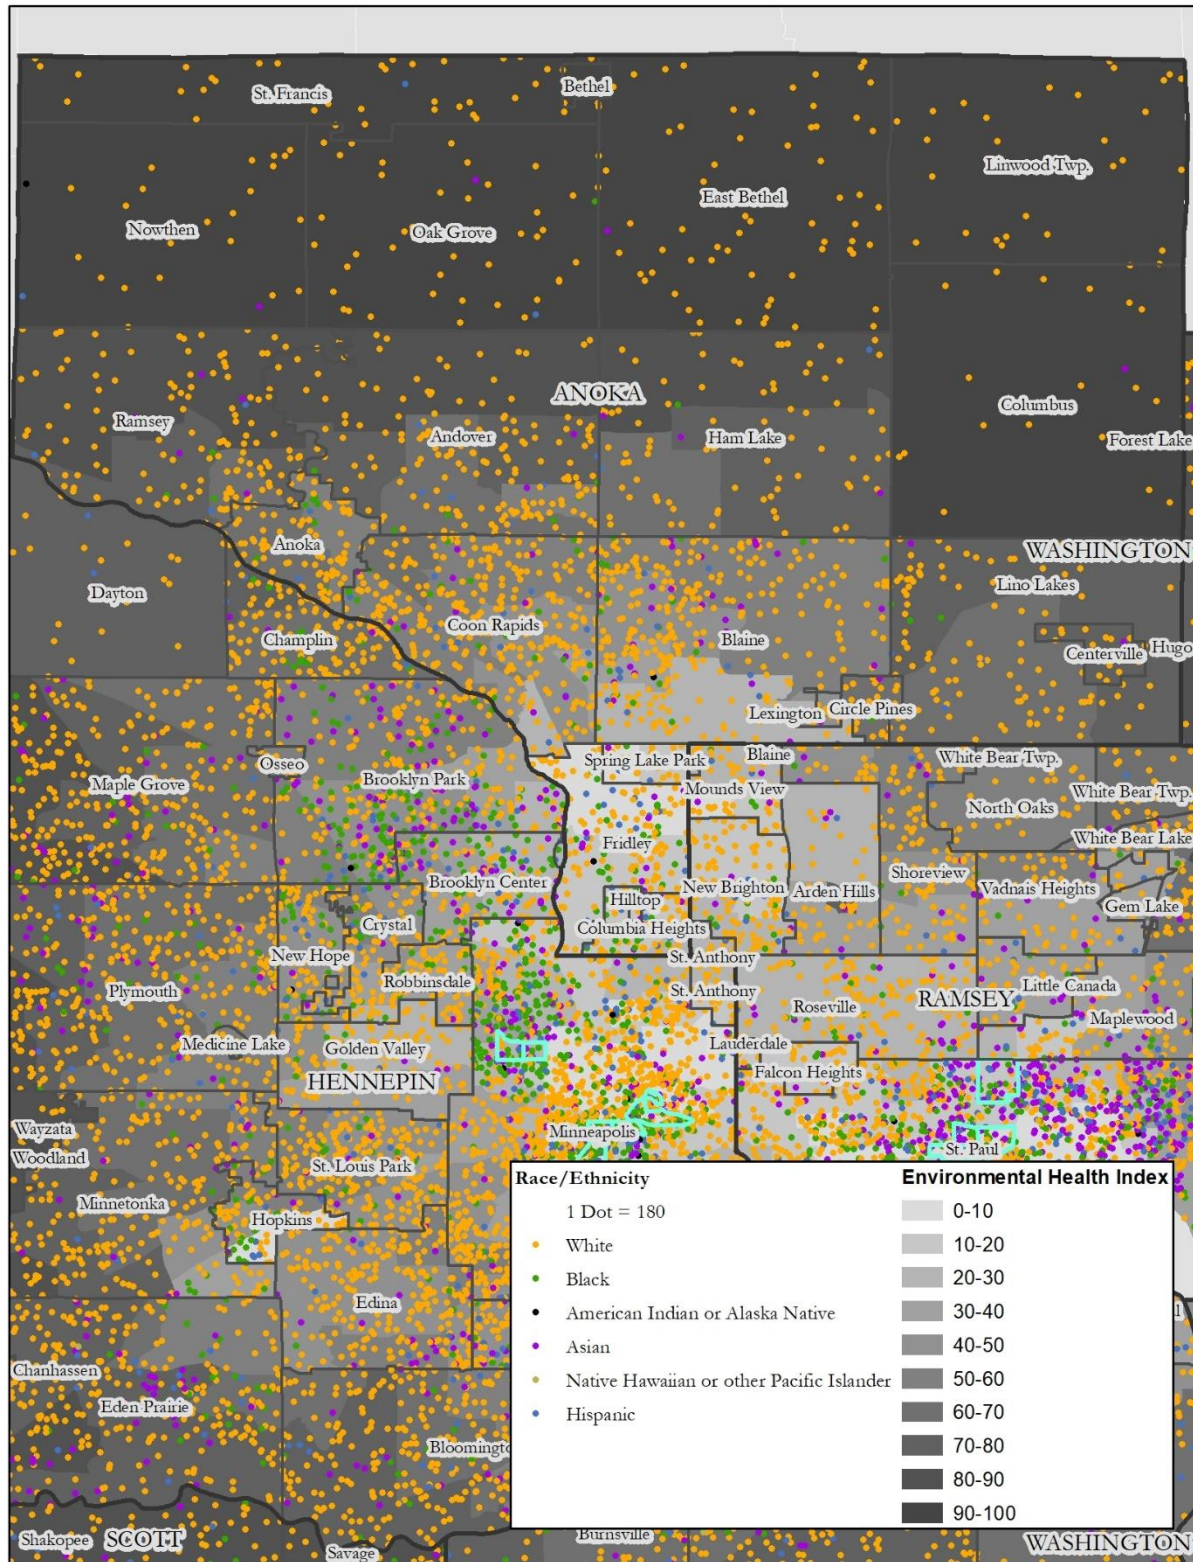 St. Francis
Bethel
Linwood Twp.
East Bethel
Nowthen
Oak Grove
ANOKA
Columbus
Ramsey
Andover
Ham Lake
Forest Lake
Anoka
WASHINGTON
Dayton
Lino Lakes
Coon Rapids
Champlin
Blaine
Centerville
Hugo
Lexington
Circle Pines
Osseo
Spring Lake Park
Blaine
White Bear Twp.
Maple Grove
Brooklyn Park
Mounds View
North Oaks
White Bear Twp.
Fridley
White Bear Lake
Brooklyn Center
New Brighton
Arden Hills
Shoreview
Vadnais Heights
Hilltop
Gem Lake
Crystal
Columbia Heights
New Hope
St. Anthony
Robbinsdale
Plymouth
St. Anthony
Roseville
RAMSEY
Little Canada
Maplewood
Medicine Lake
Golden Valley
Lauderdale
Falcon Heights
HENNEPIN
Wayzata
Minneapolis
Woodland
St. Louis Park
St. Paul
Minnetonka
Hopkins
Edina
Chanhassen
Eden Prairie
Bloomingto
Shakopee
SCOTT
Savage
Burnsville
WASHINGTON
Race/Ethnicity
1 Dot = 180
White
Black
American Indian or Alaska Native
Asian
Native Hawaiian or other Pacific Islander
Hispanic
Environmental Health Index
0-10
10-20
20-30
30-40
40-50
50-60
60-70
70-80
80-90
90-100